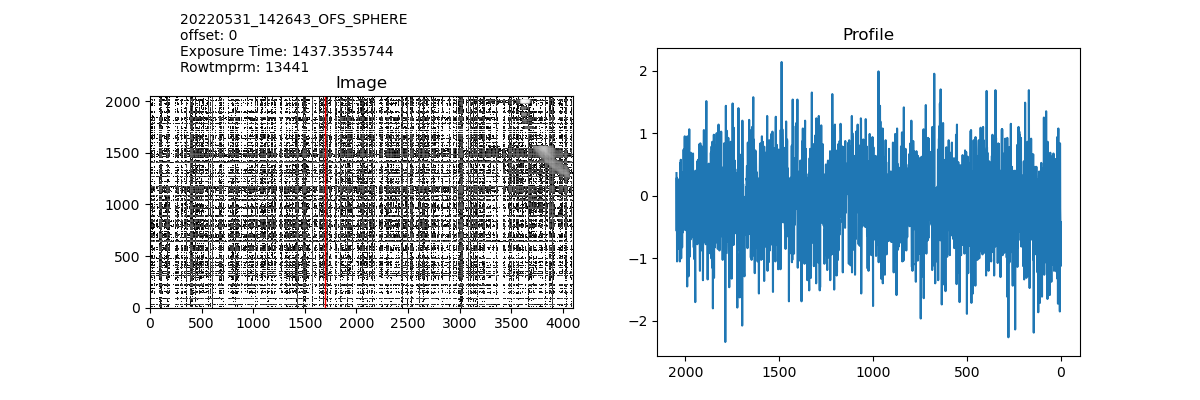 20220531_142643_OFS_SPHERE
offset: 0
Exposure Time: 1437.3535744
Rowtmprm: 13441
Image
2000
1500
1000
500
0
0 500 1000 1500 2000 2500 3000 3500 4000
Profile
2
1
0
−1
−2
2000 1500 1000 500 0